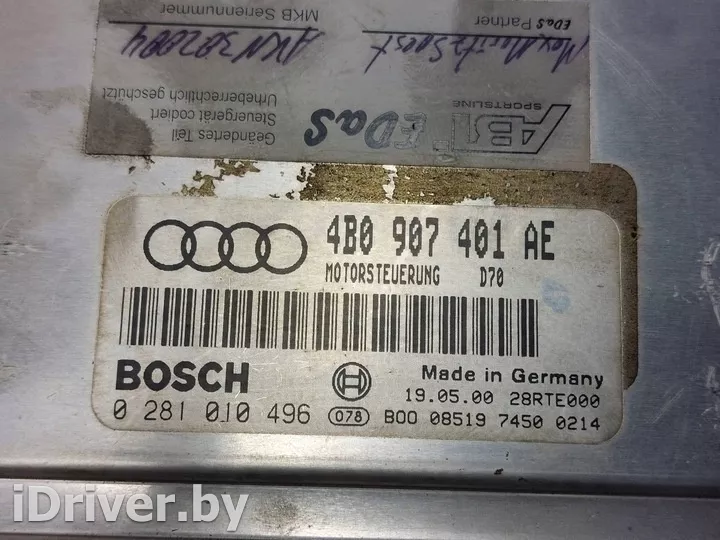 MKB Seriennummer
EDaS Partner
AKN 302084
Geändertes Teil
Steuergerät codiert
Urheberrechtlich geschützt
EDaS
ABT
SPORTSLINE
4B0 907 401 AE
MOTORSTEUERUNG D70
BOSCH
Made in Germany
19.05.00 28RTE000
0 281 010 496 078 B00 08519 7450 0214
iDriver.by